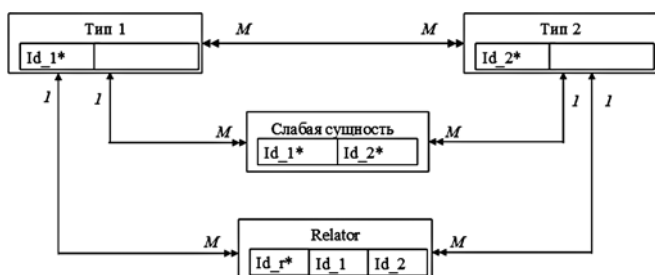 Тип 1
M
M
Тип 2
Id_1*
Id_2*
1
1
1
1
Слабая сущность
M
M
Id_1*
Id_2*
Relator
M
M
Id_r*
Id_1
Id_2